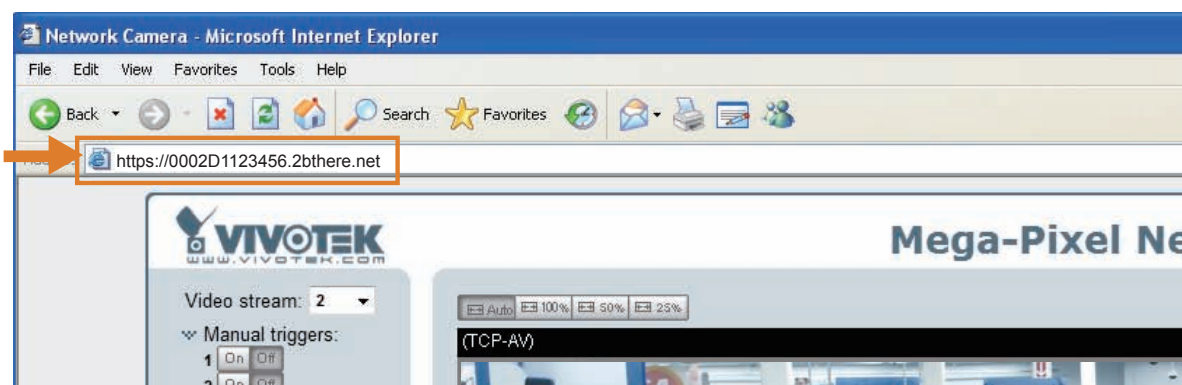 Network Camera - Microsoft Internet Explorer
File Edit View Favorites Tools Help
Back Search Favorites
https://0002D1123456.2bthere.net
VIVOTEK
www.vivotek.com
Mega-Pixel
Video stream: 2
Auto 100% 50% 25%
Manual triggers:
(TCP-AV)
1 On Off
2 On Off